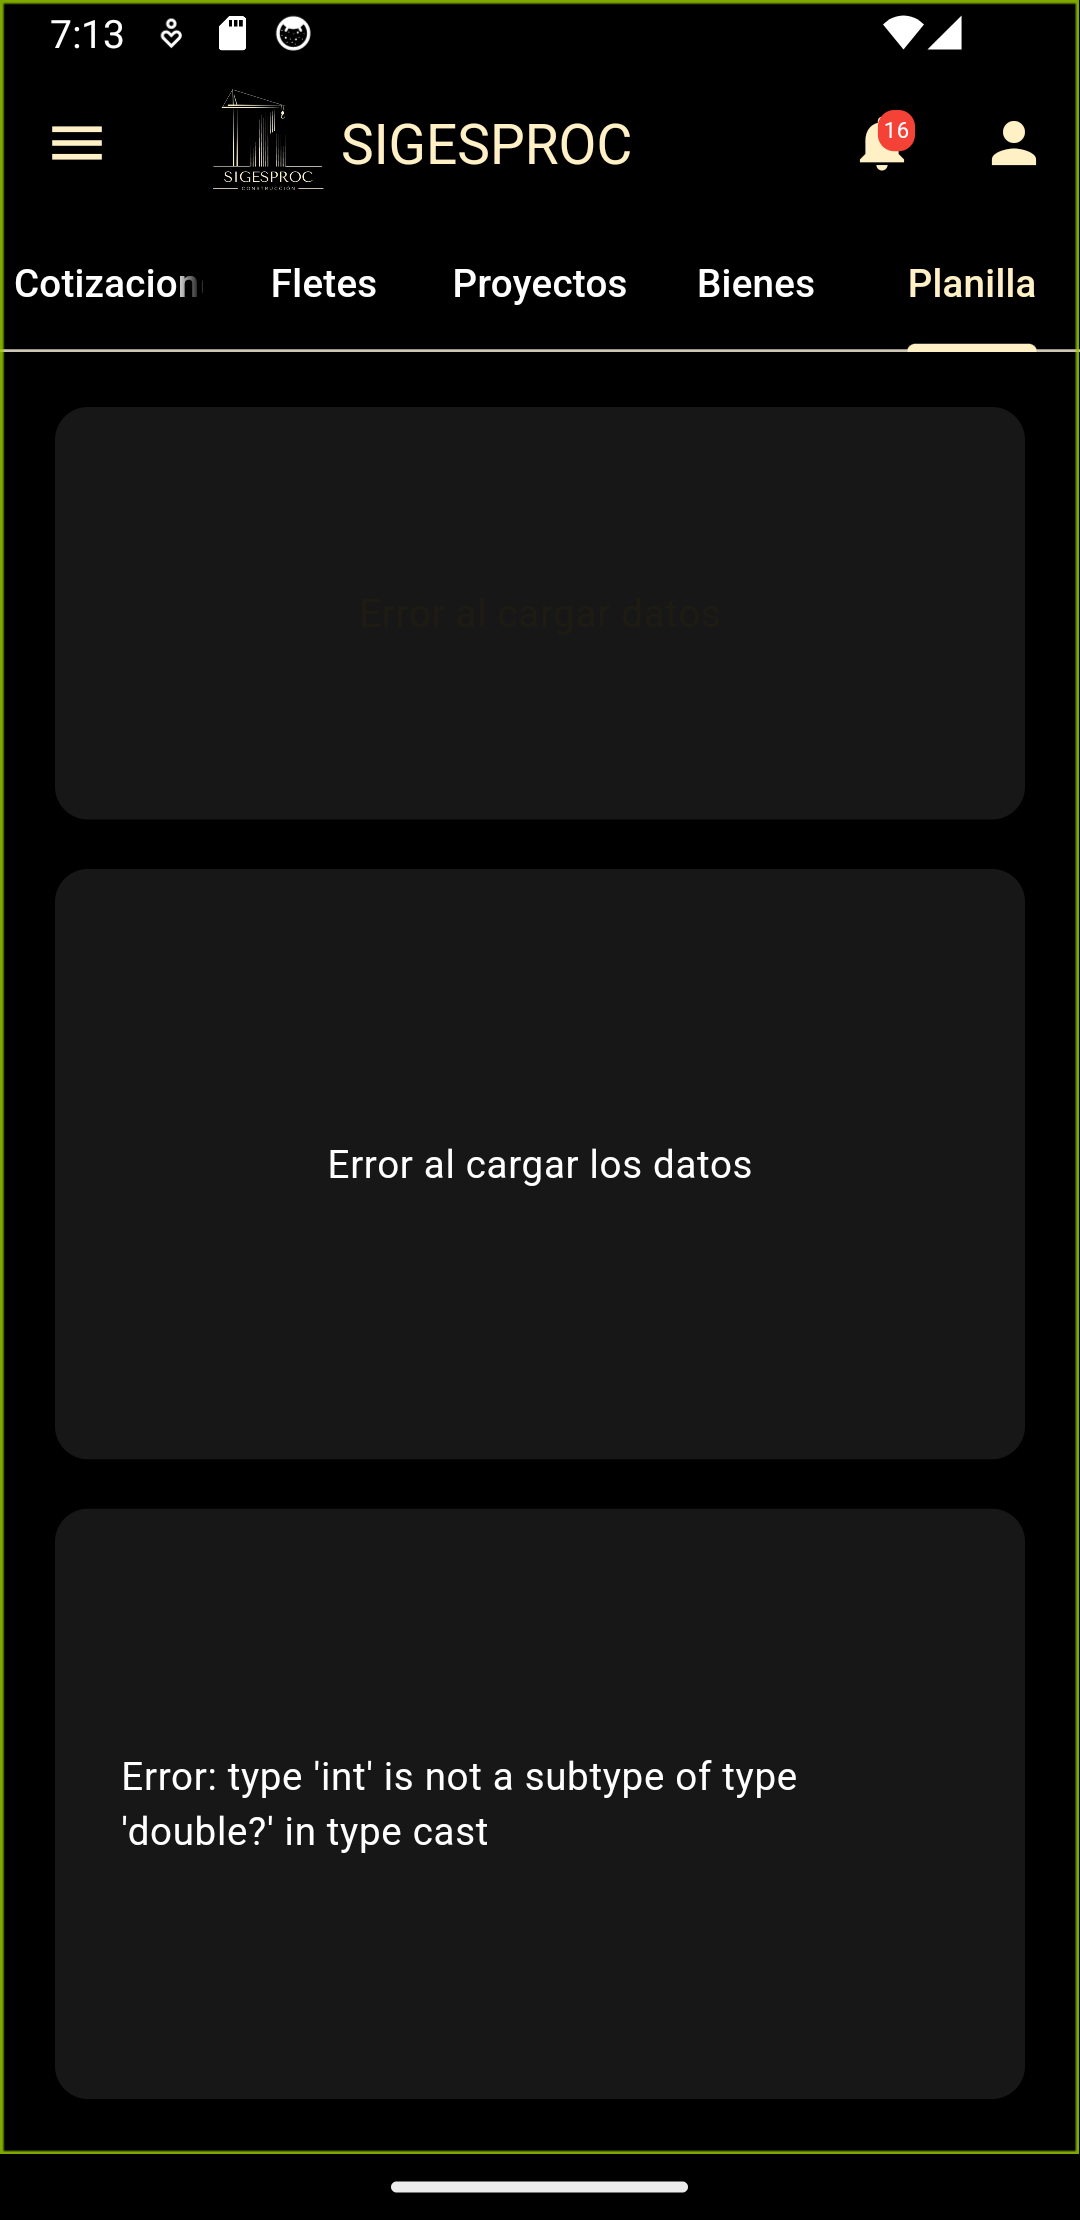 7:13
SIGESPROC
CONSTRUCCIÓN
SIGESPROC
16
Cotizacion
Fletes
Proyectos
Bienes
Planilla
Error al cargar datos
Error al cargar los datos
Error: type 'int' is not a subtype of type
'double?' in type cast